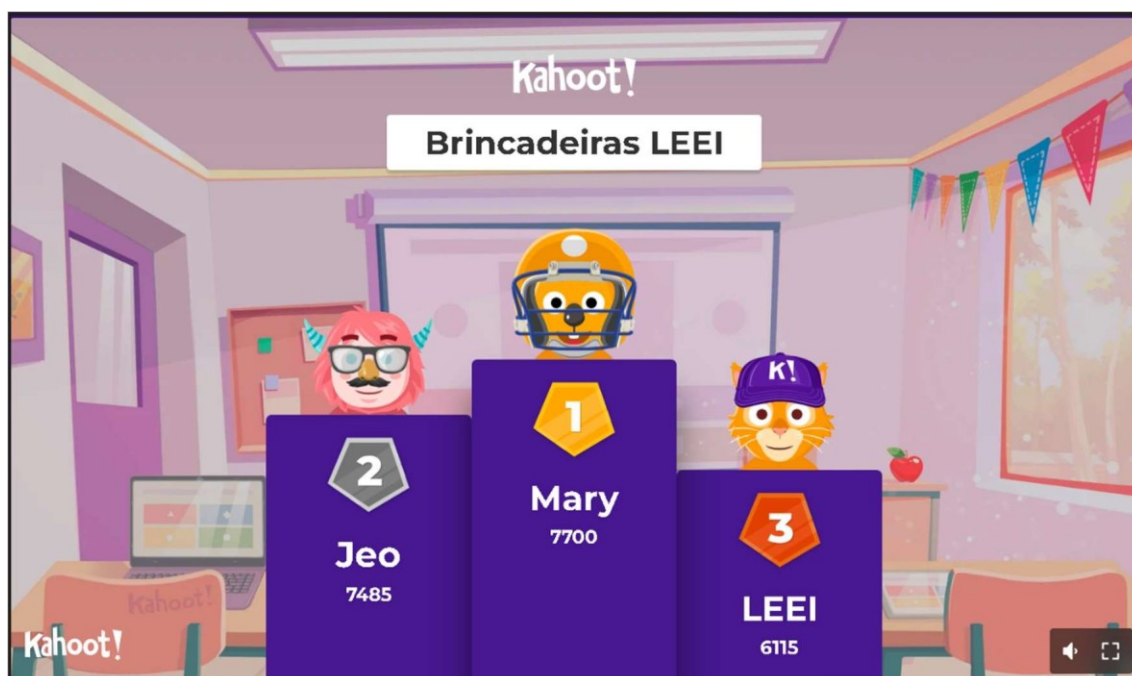 Kahoot!
Brincadeiras LEEI
1
Mary
7700
2
Jeo
7485
3
LEEI
6115
K!
Kahoot!
Kahoot!